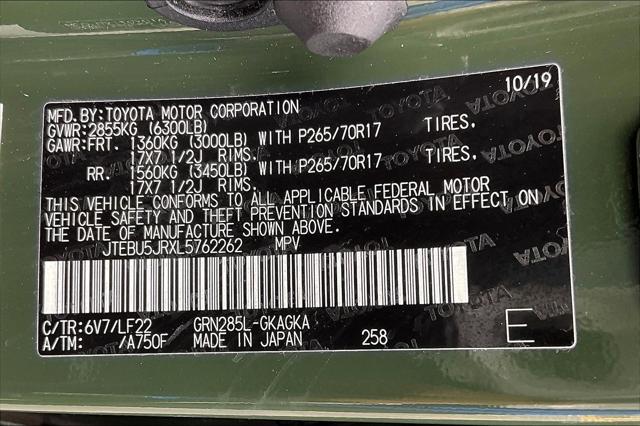 10/19
MFD.BY:TOYOTA MOTOR CORPORATION
GVWR:2855KG (6300LB)
GAWR:FRT. 1360KG (3000LB) WITH P265/70R17 TIRES.
17X7 1/2J RIMS.
RR. 1560KG (3450LB) WITH P265/70R17 TIRES.
17X7 1/2J RIMS.
THIS VEHICLE CONFORMS TO ALL APPLICABLE FEDERAL MOTOR
VEHICLE SAFETY AND THEFT PREVENTION STANDARDS IN EFFECT ON
THE DATE OF MANUFACTURE SHOWN ABOVE.
JTEBU5JRXL5762262 MPV
C/TR:6V7/LF22 GRN285L-GKAGKA
A/TM: /A750F MADE IN JAPAN 258 E